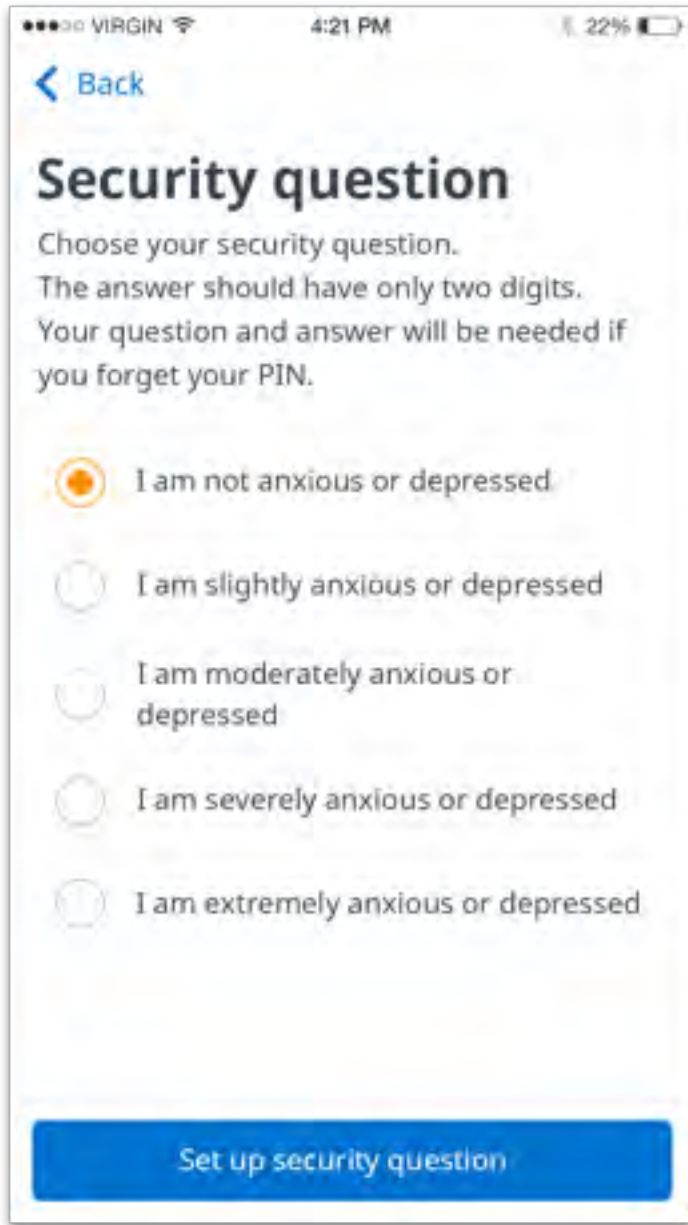 VIRGIN 4:21 PM 22%
Back
Security question
Choose your security question.
The answer should have only two digits.
Your question and answer will be needed if
you forget your PIN.
I am not anxious or depressed
I am slightly anxious or depressed
I am moderately anxious or
depressed
I am severely anxious or depressed
I am extremely anxious or depressed
Set up security question